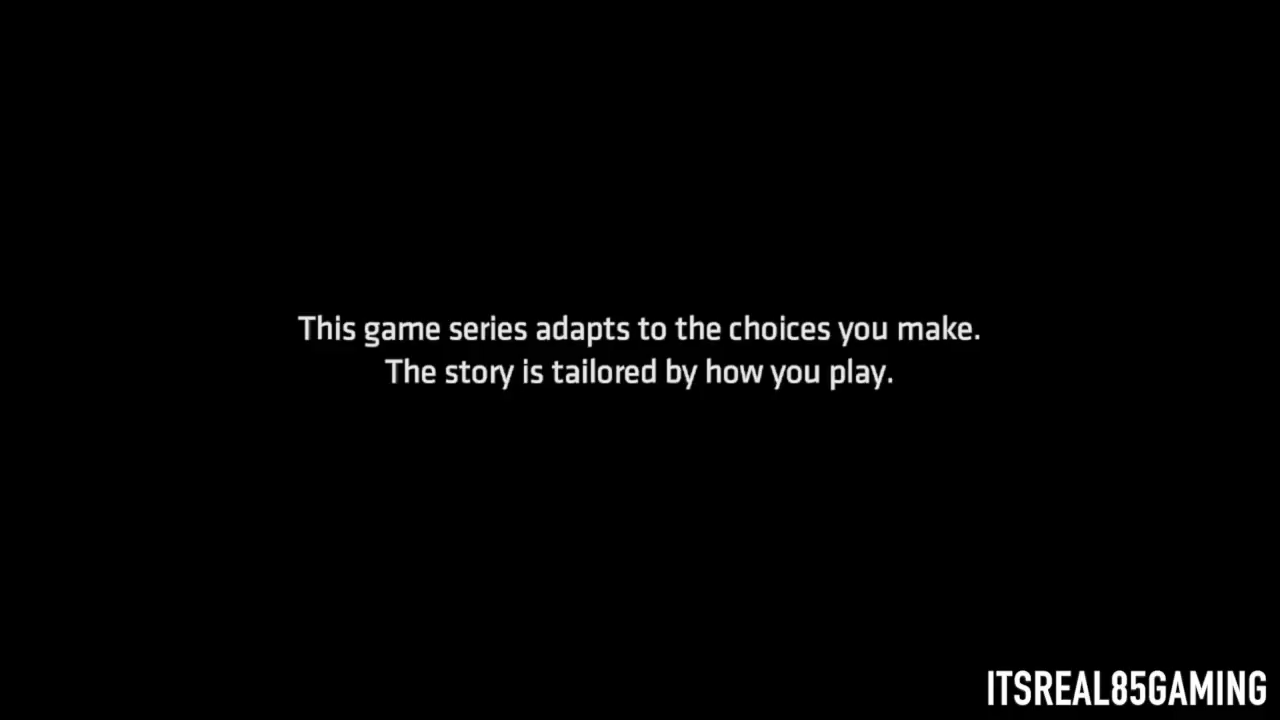 This game series adapts to the choices you make.
The story is tailored by how you play.
ITSREAL85GAMING